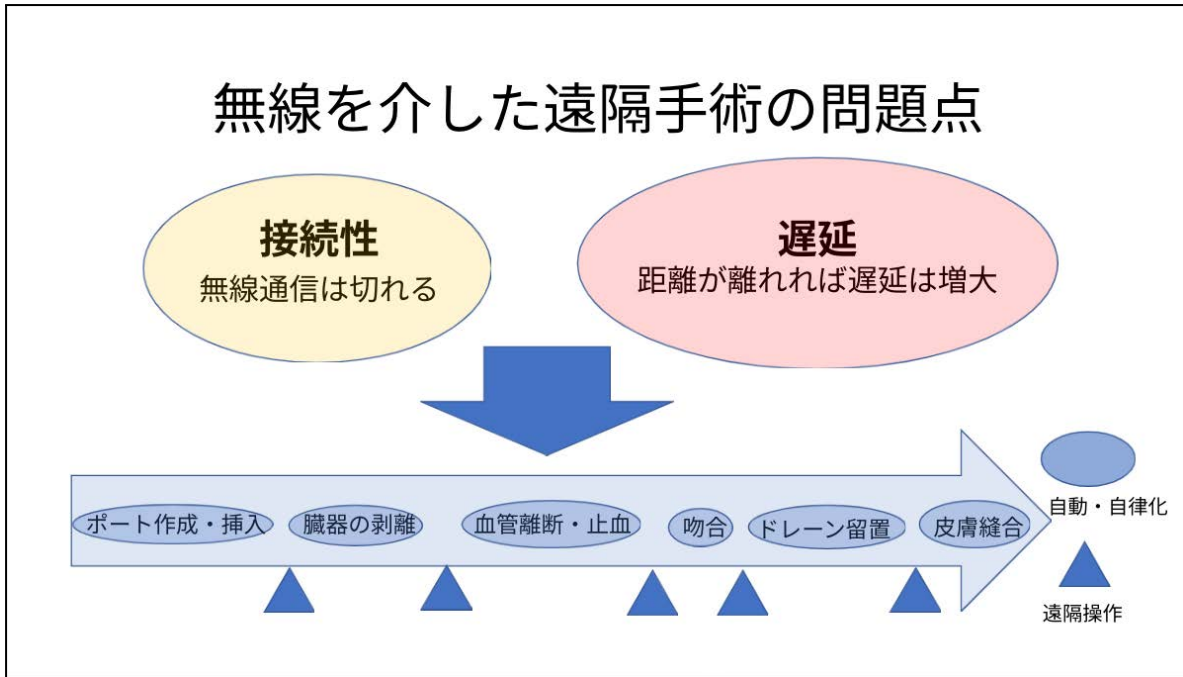 無線を介した遠隔手術の問題点
接続性
無線通信は切れる
遅延
距離が離れれば遅延は増大
ポート作成・挿入
臓器の剥離
血管離断・止血
吻合
ドレーン留置
皮膚縫合
自動・自律化
遠隔操作